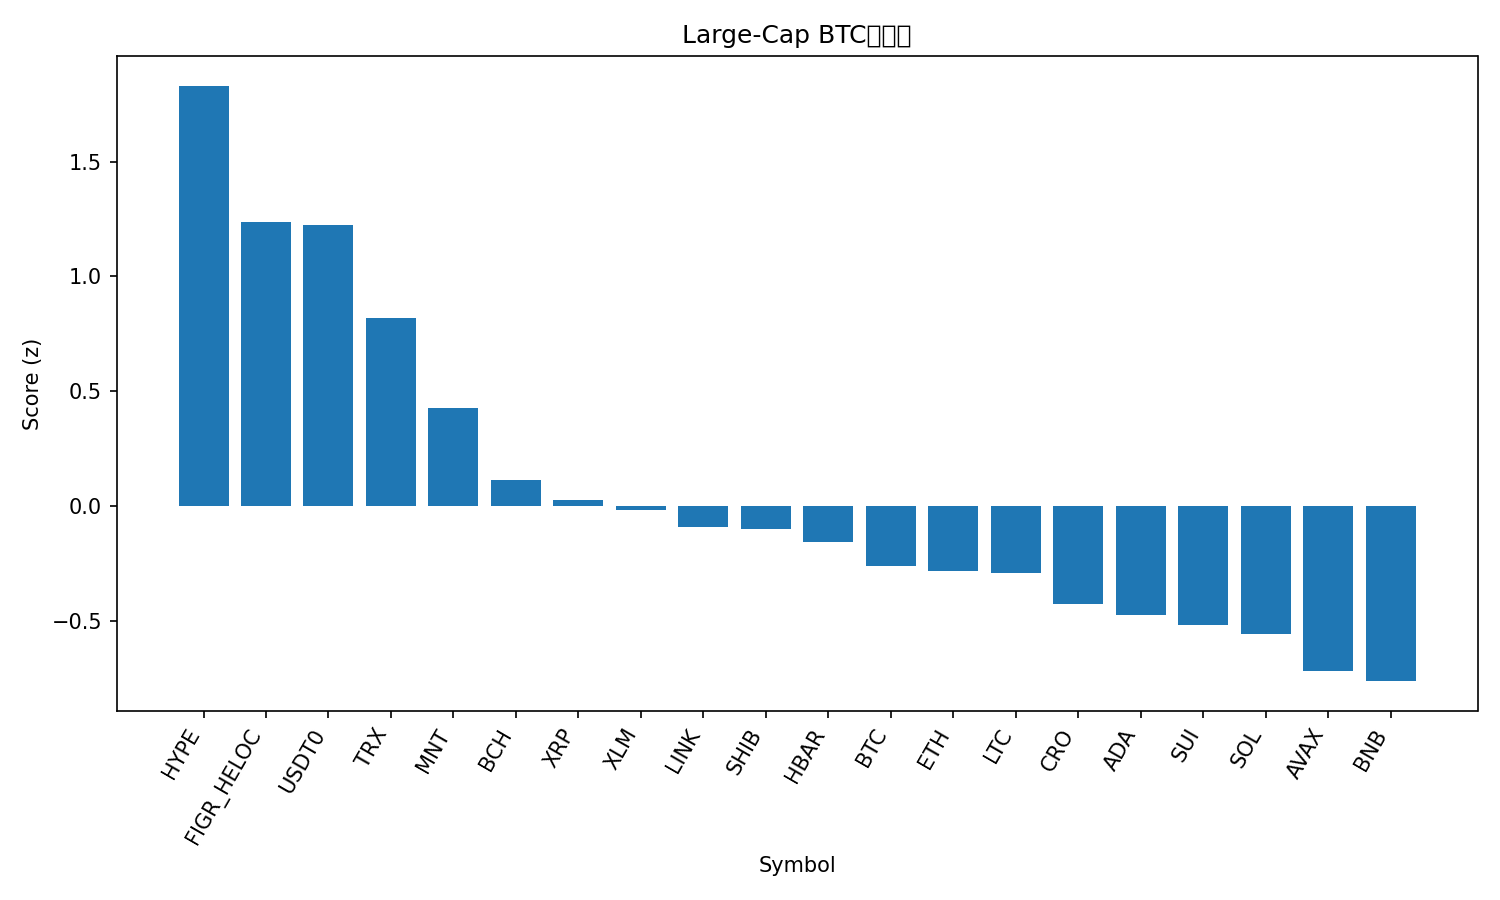 Large-Cap BTC
Score (z)
1.5
1.0
0.5
0.0
−0.5
HYPE
FIGR_HELOC
USDT0
TRX
MNT
BCH
XRP
XLM
LINK
SHIB
HBAR
BTC
ETH
LTC
CRO
ADA
SUI
SOL
AVAX
BNB
Symbol